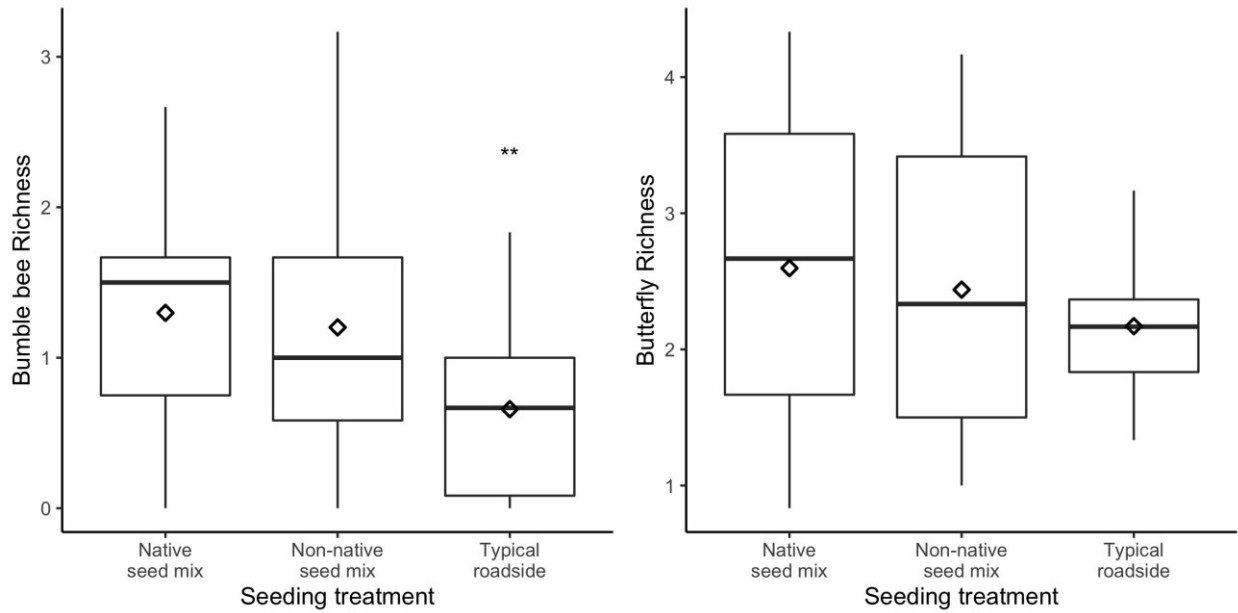 Bumble bee Richness
3
2
1
0
**
Native
seed mix
Non-native
seed mix
Typical
roadside
Seeding treatment
Butterfly Richness
4
3
2
1
Native
seed mix
Non-native
seed mix
Typical
roadside
Seeding treatment